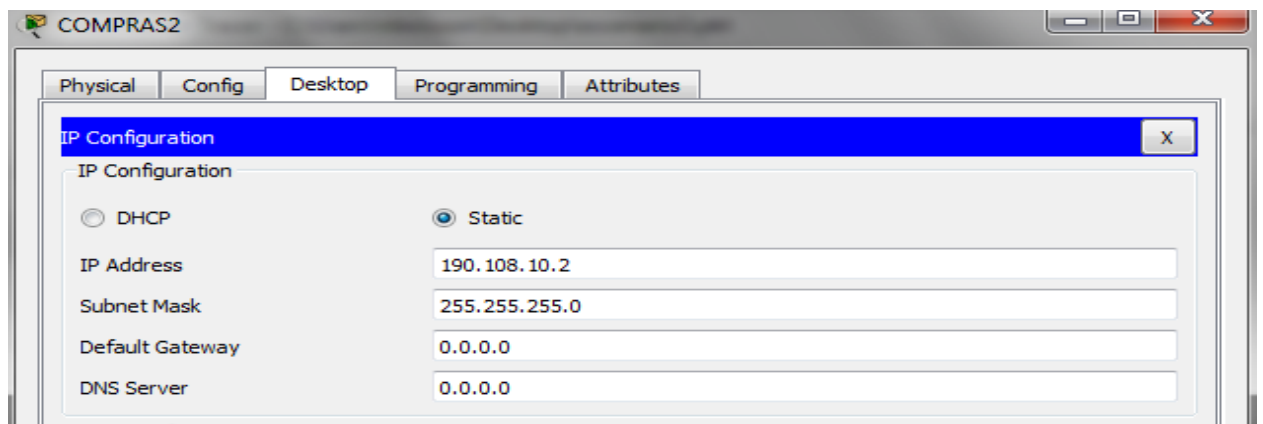 COMPRAS2
Physical Config Desktop Programming Attributes
IP Configuration X
IP Configuration
DHCP Static
IP Address 190.108.10.2
Subnet Mask 255.255.255.0
Default Gateway 0.0.0.0
DNS Server 0.0.0.0